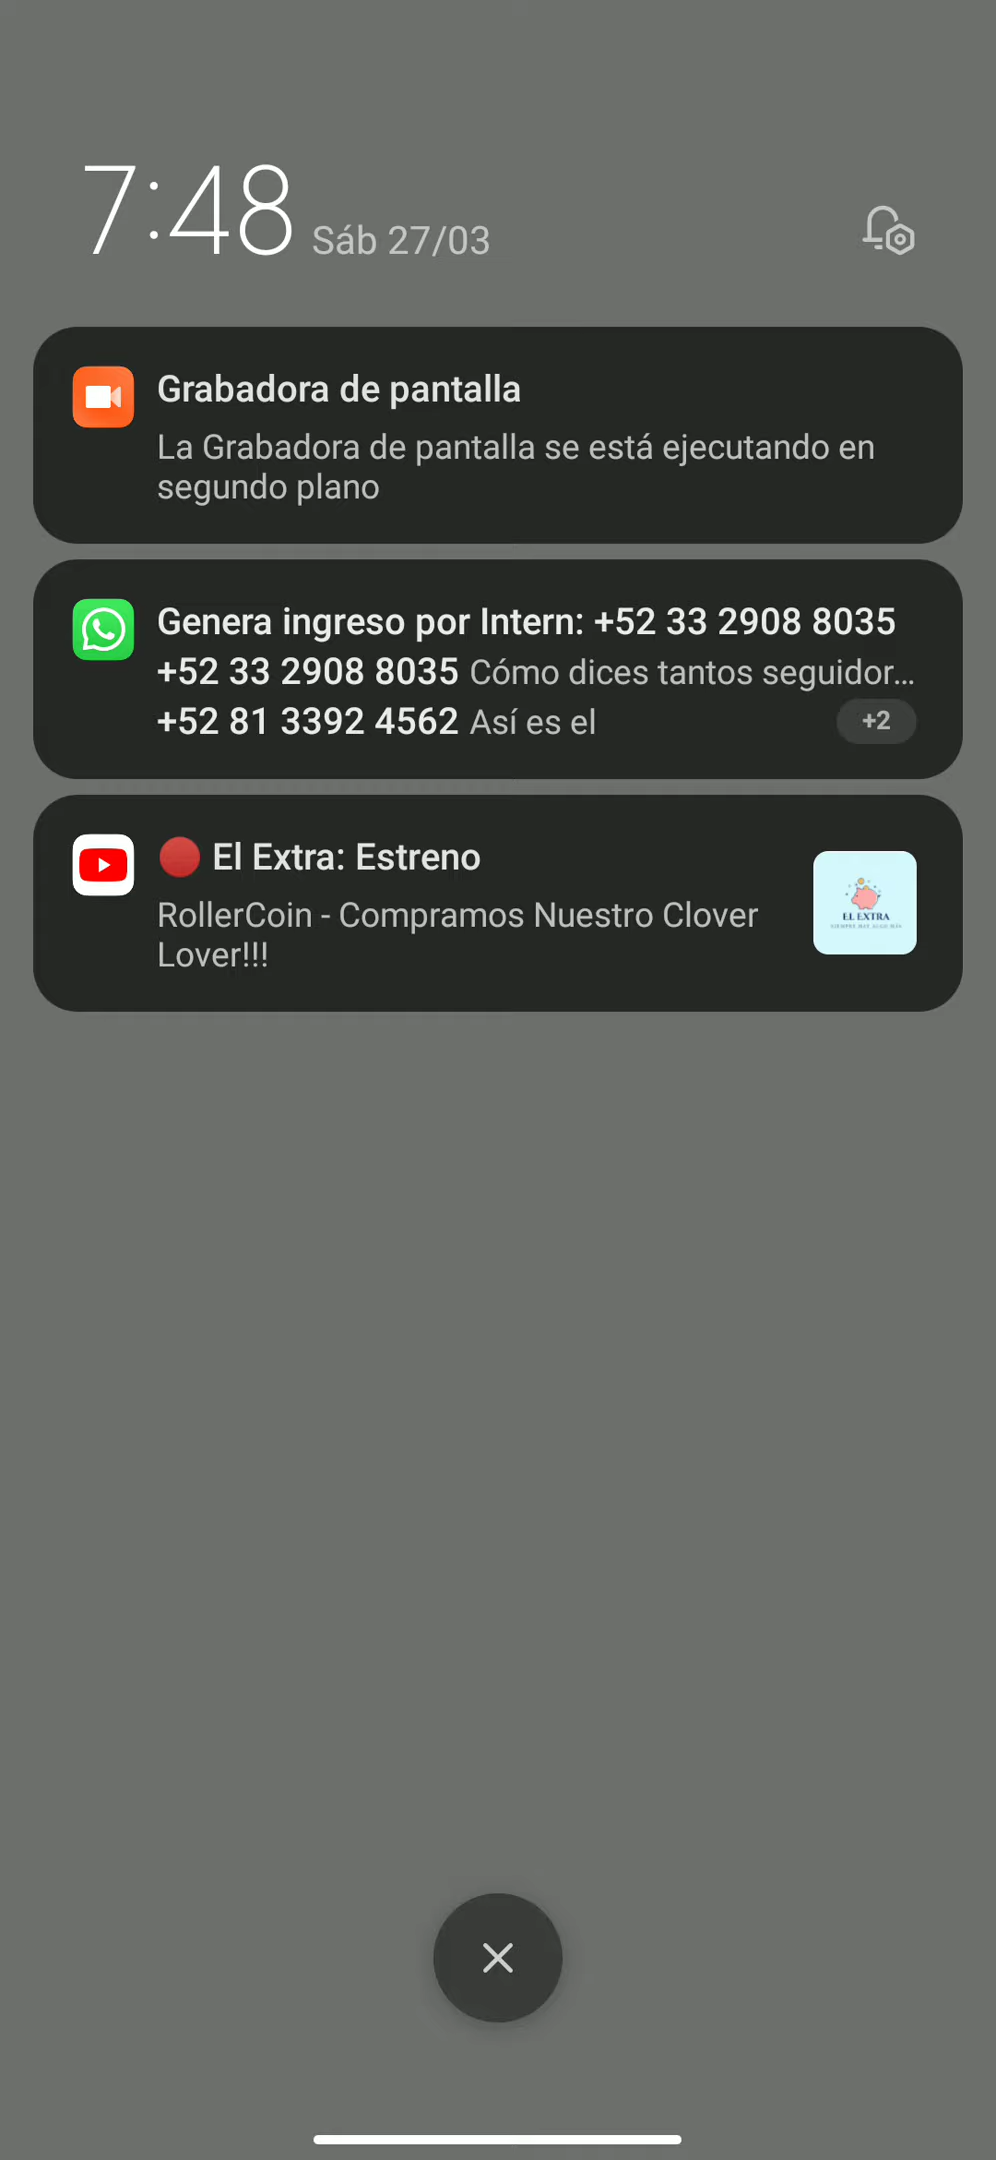 7:48 Sáb 27/03
Grabadora de pantalla
La Grabadora de pantalla se está ejecutando en
segundo plano
Genera ingreso por Intern: +52 33 2908 8035
+52 33 2908 8035 Cómo dices tantos seguidor...
+52 81 3392 4562 Así es el
+2
🔴 El Extra: Estreno
RollerCoin - Compramos Nuestro Clover
Lover!!!
EL EXTRA